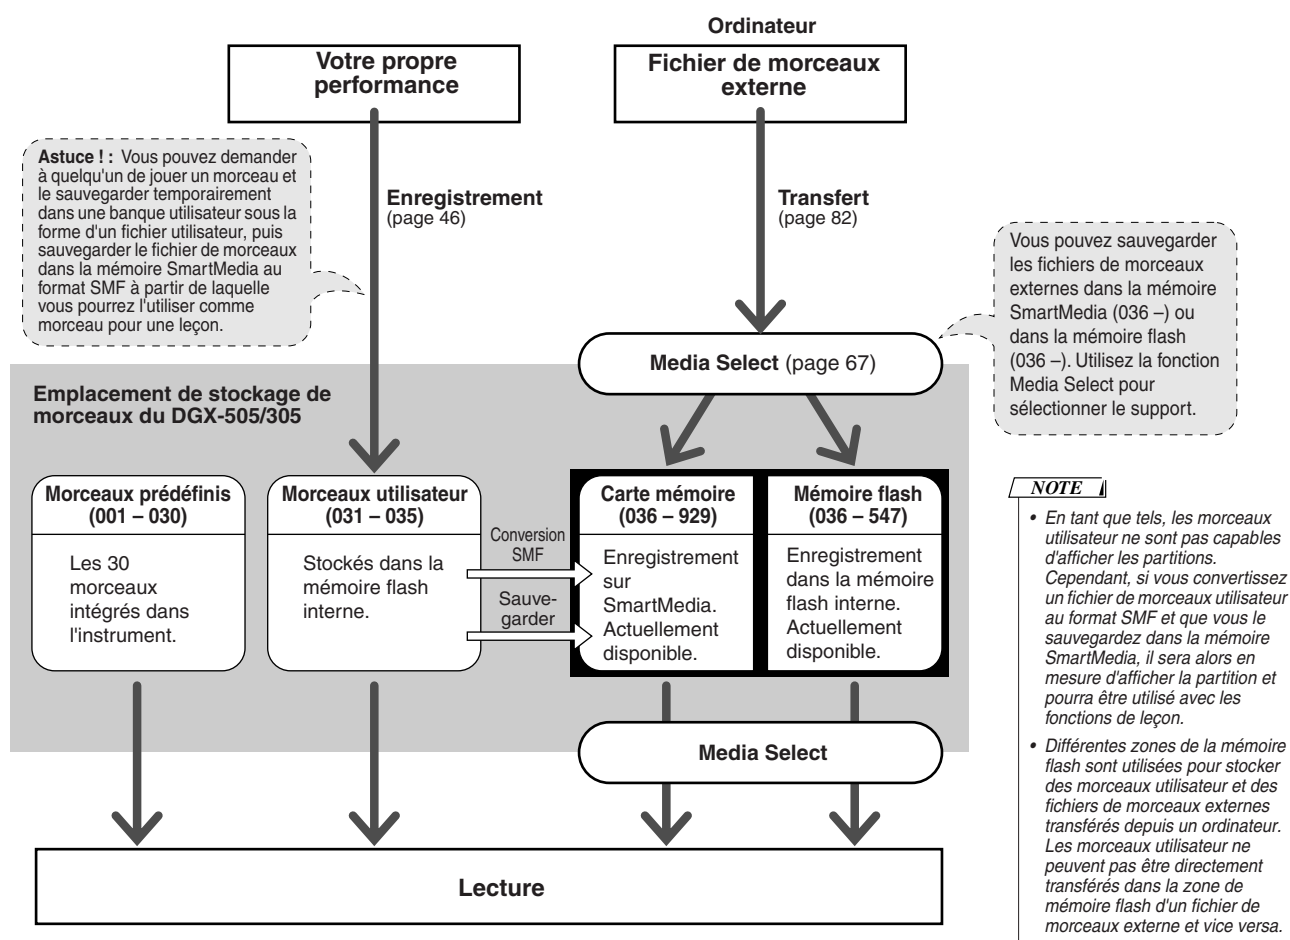 Ordinateur
Votre propre
performance
Fichier de morceaux
externe
Astuce ! : Vous pouvez demander
à quelqu'un de jouer un morceau et
le sauvegarder temporairement
dans une banque utilisateur sous la
forme d'un fichier utilisateur, puis
sauvegarder le fichier de morceaux
dans la mémoire SmartMedia au
format SMF à partir de laquelle
vous pourrez l'utiliser comme
morceau pour une leçon.
Enregistrement
(page 46)
Transfert
(page 82)
Vous pouvez sauvegarder
les fichiers de morceaux
externes dans la mémoire
SmartMedia (036 –) ou
dans la mémoire flash
(036 –). Utilisez la fonction
Media Select pour
sélectionner le support.
Media Select (page 67)
Emplacement de stockage de
morceaux du DGX-505/305
Morceaux prédéfinis
(001 – 030)
Les 30
morceaux
intégrés dans
l'instrument.
Morceaux utilisateur
(031 – 035)
Stockés dans la
mémoire flash
interne.
Conversion
SMF
Sauve-
garder
Carte mémoire
(036 – 929)
Enregistrement
sur
SmartMedia.
Actuellement
disponible.
Mémoire flash
(036 – 547)
Enregistrement
dans la mémoire
flash interne.
Actuellement
disponible.
Media Select
Lecture
NOTE
• En tant que tels, les morceaux
utilisateur ne sont pas capables
d'afficher les partitions.
Cependant, si vous convertissez
un fichier de morceaux utilisateur
au format SMF et que vous le
sauvegardez dans la mémoire
SmartMedia, il sera alors en
mesure d'afficher la partition et
pourra être utilisé avec les
fonctions de leçon.
• Différentes zones de la mémoire
flash sont utilisées pour stocker
des morceaux utilisateur et des
fichiers de morceaux externes
transférés depuis un ordinateur.
Les morceaux utilisateur ne
peuvent pas être directement
transférés dans la zone de
mémoire flash d'un fichier de
morceaux externe et vice versa.